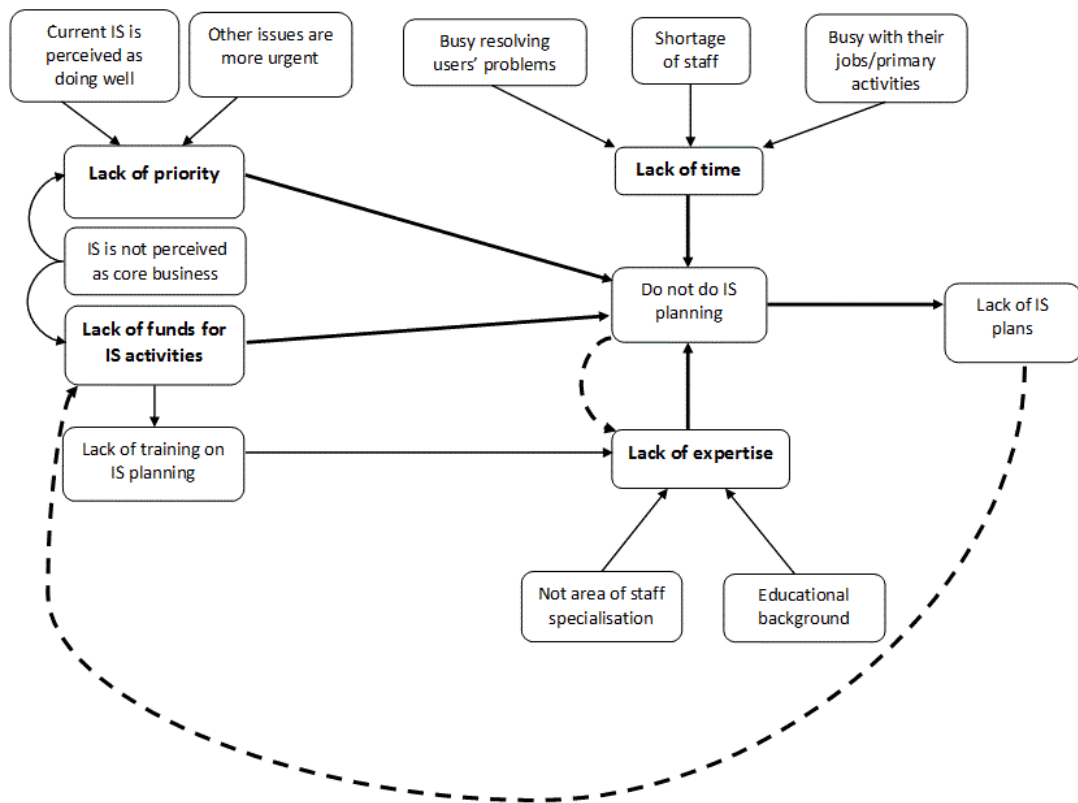 Current IS is
perceived as
doing well
Other issues are
more urgent
Busy resolving
users’ problems
Shortage
of staff
Busy with their
jobs/primary
activities
Lack of priority
Lack of time
IS is not perceived
as core business
Do not do IS
planning
Lack of IS
plans
Lack of funds for
IS activities
Lack of training on
IS planning
Lack of expertise
Not area of staff
specialisation
Educational
background